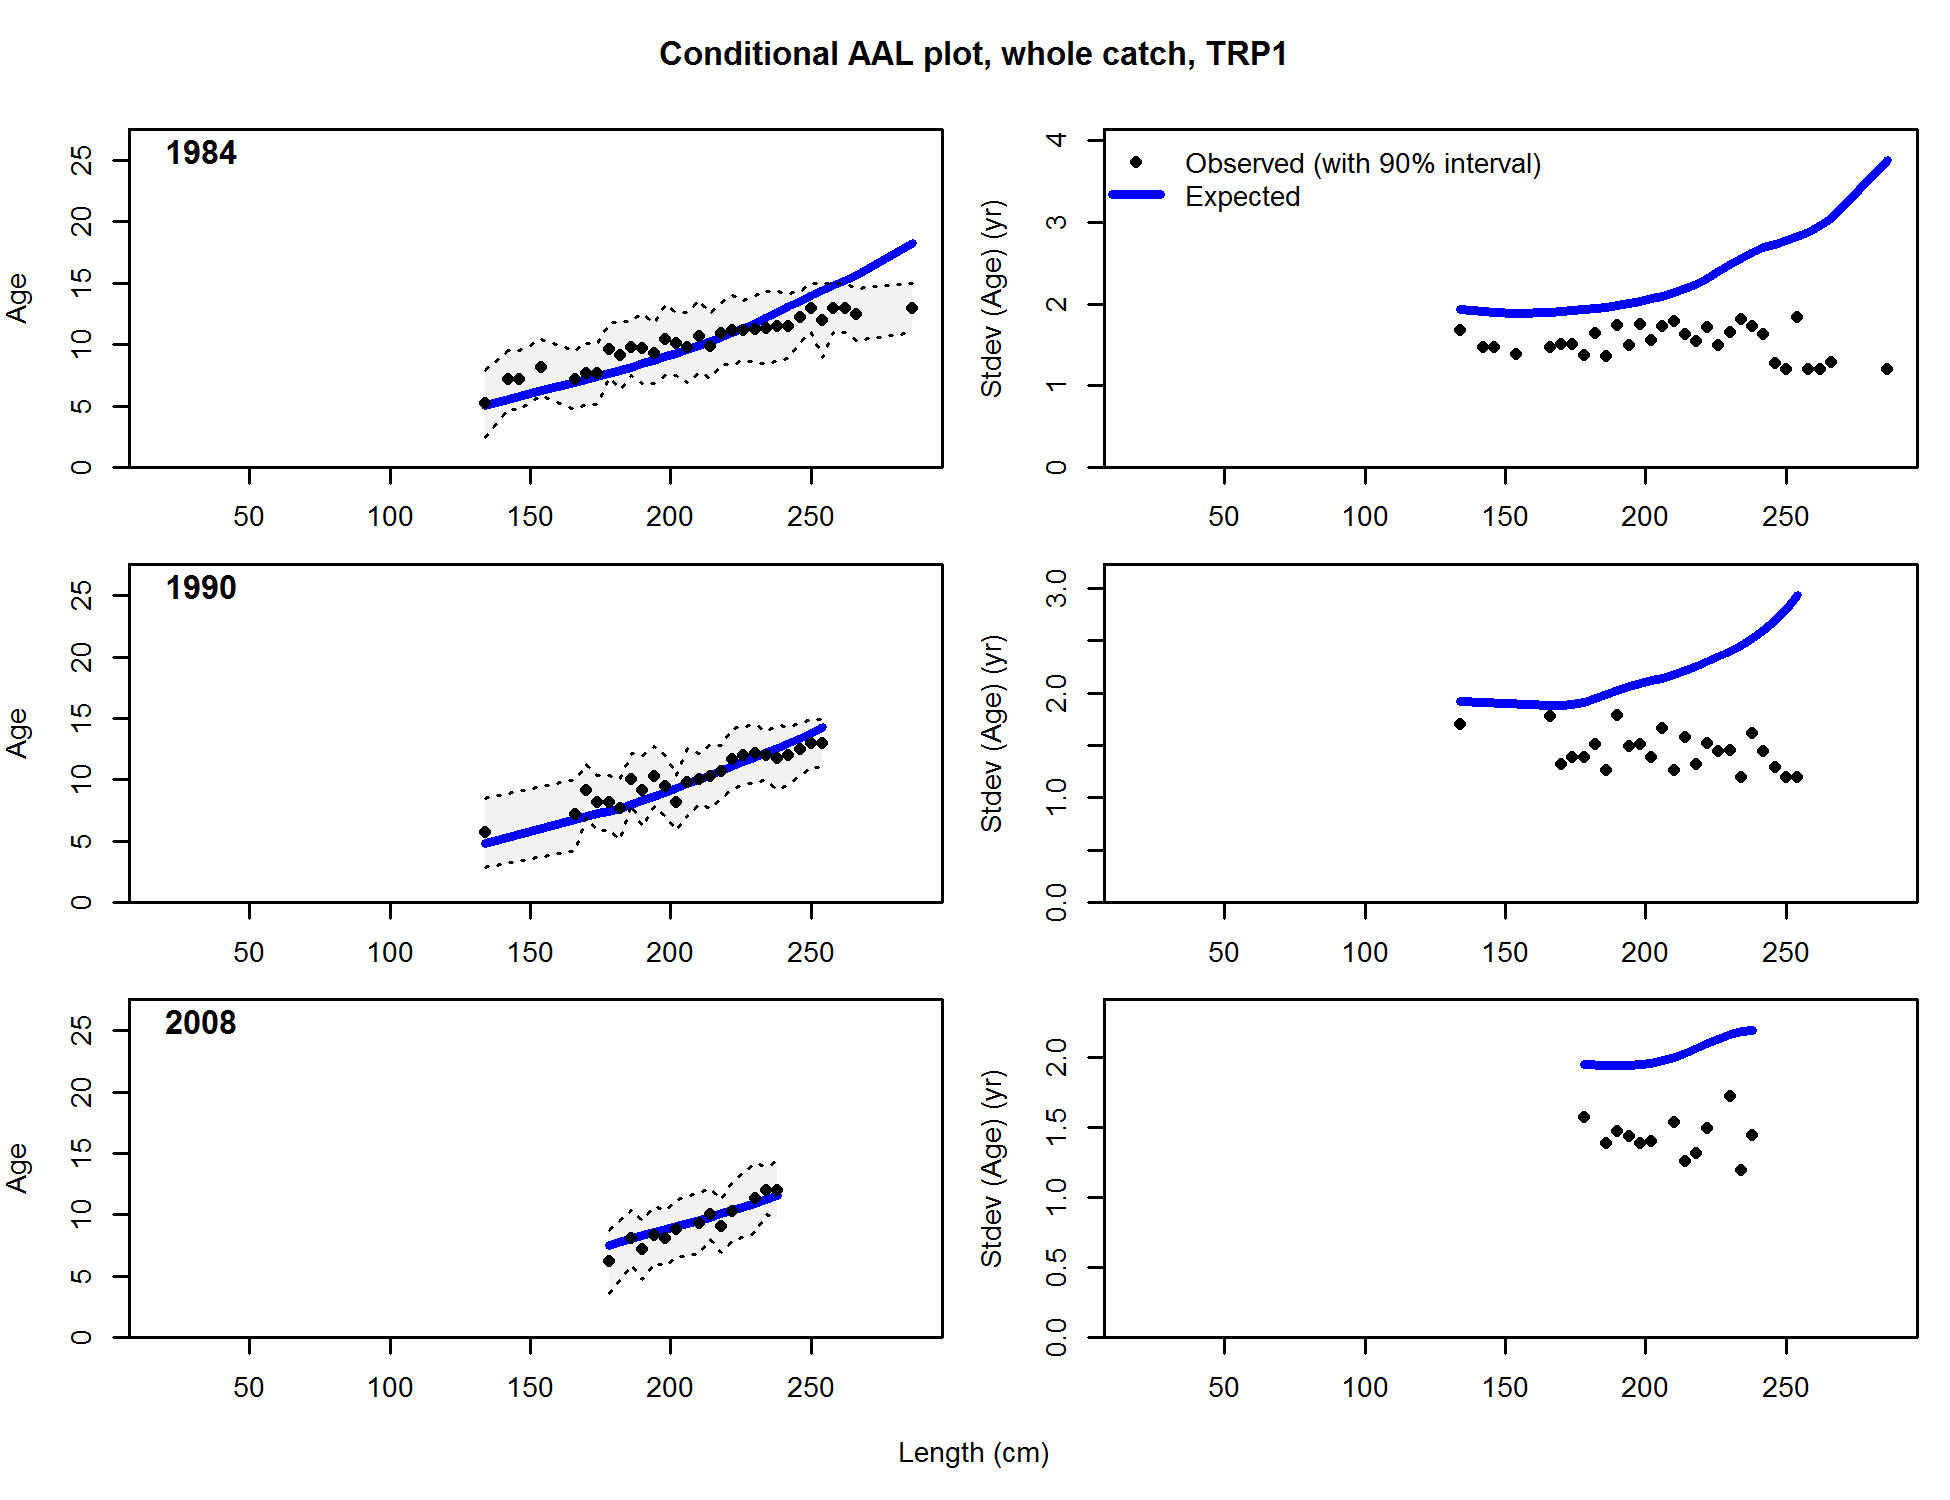 Conditional AAL plot, whole catch, TRP1
1984
Age
0 5 10 15 20 25
50 100 150 200 250
Observed (with 90% interval)
Expected
Stdev (Age) (yr)
0 1 2 3 4
50 100 150 200 250
1990
Age
0 5 10 15 20 25
50 100 150 200 250
Stdev (Age) (yr)
0.0 1.0 2.0 3.0
50 100 150 200 250
2008
Age
0 5 10 15 20 25
50 100 150 200 250
Stdev (Age) (yr)
0.0 0.5 1.0 1.5 2.0
50 100 150 200 250
Length (cm)